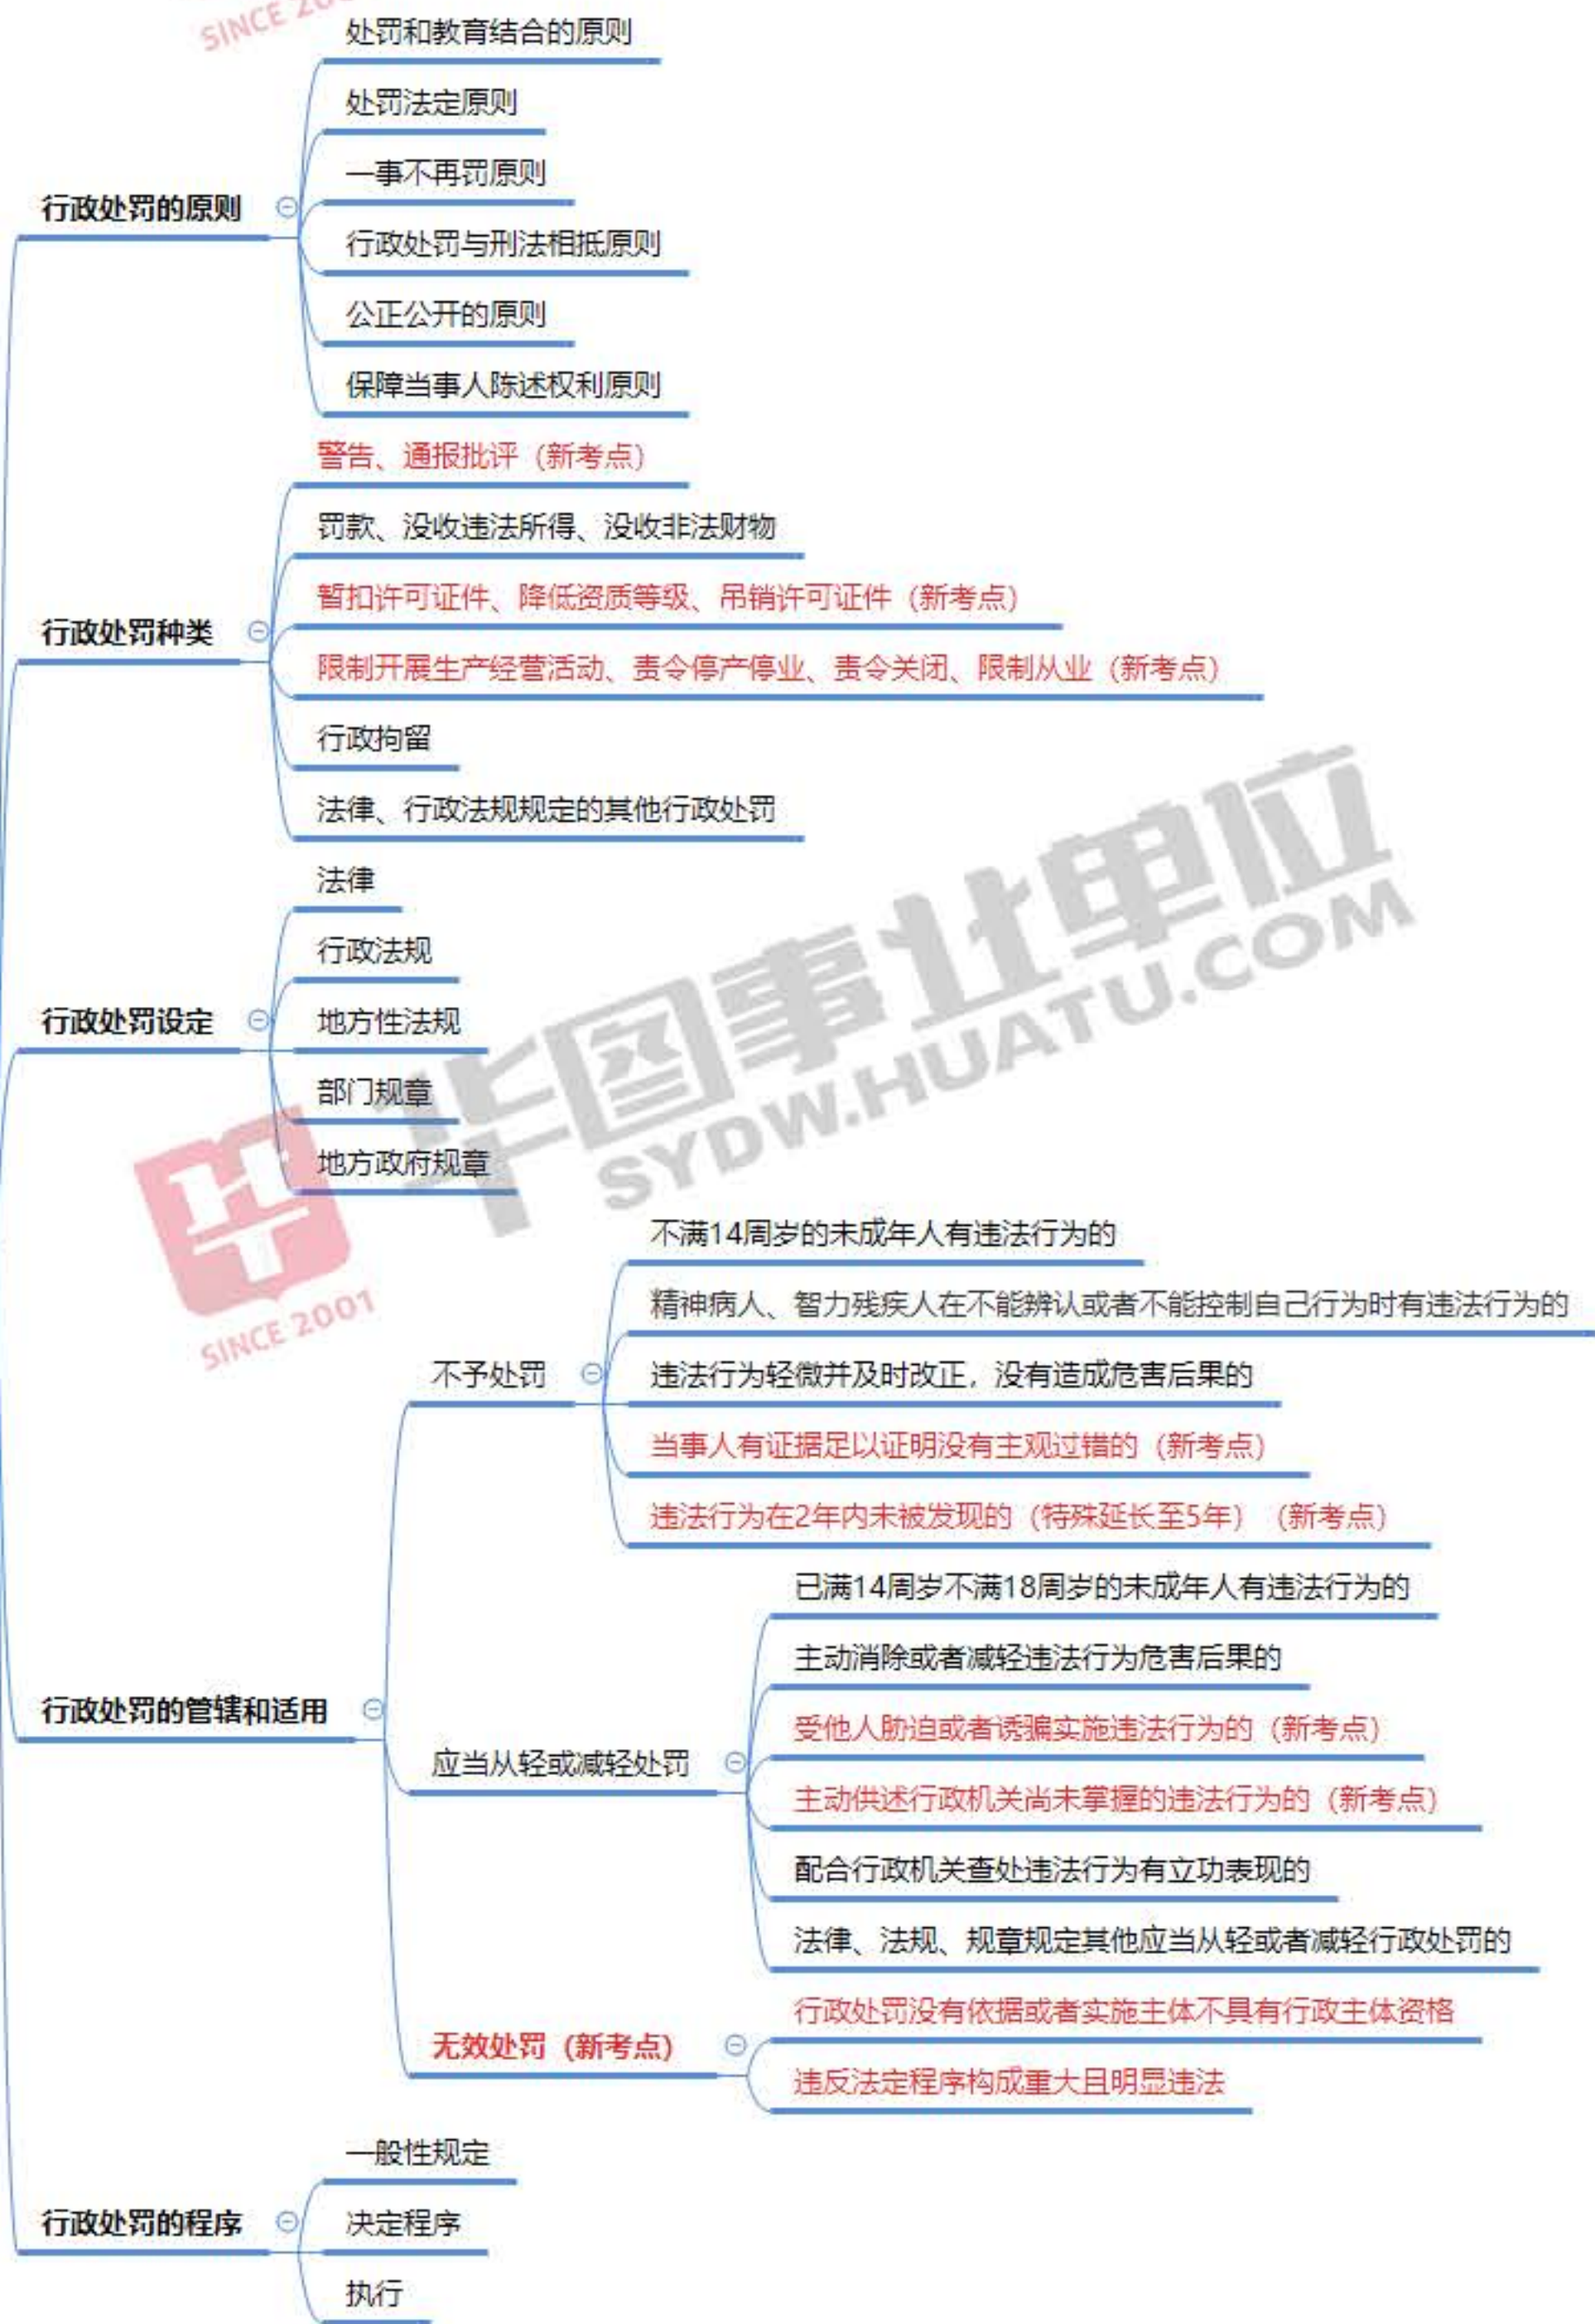 SINCE 200
处罚和教育结合的原则
处罚法定原则
一事不再罚原则
行政处罚的原则
行政处罚与刑法相抵原则
公正公开的原则
保障当事人陈述权利原则
警告、通报批评（新考点）
罚款、没收违法所得、没收非法财物
暂扣许可证件、降低资质等级、吊销许可证件（新考点）
行政处罚种类
限制开展生产经营活动、责令停产停业、责令关闭、限制从业（新考点）
行政拘留
法律、行政法规规定的其他行政处罚
法律
行政法规
行政处罚设定
地方性法规
部门规章
地方政府规章
华图事业单位
SYDW.HUATU.COM
SINCE 2001
不满14周岁的未成年人有违法行为的
精神病人、智力残疾人在不能辨认或者不能控制自己行为时有违法行为的
不予处罚
违法行为轻微并及时改正，没有造成危害后果的
当事人有证据足以证明没有主观过错的（新考点）
违法行为在2年内未被发现的（特殊延长至5年）（新考点）
已满14周岁不满18周岁的未成年人有违法行为的
主动消除或者减轻违法行为危害后果的
行政处罚的管辖和适用
受他人胁迫或者诱骗实施违法行为的（新考点）
应当从轻或减轻处罚
主动供述行政机关尚未掌握的违法行为的（新考点）
配合行政机关查处违法行为有立功表现的
法律、法规、规章规定其他应当从轻或者减轻行政处罚的
行政处罚没有依据或者实施主体不具有行政主体资格
无效处罚（新考点）
违反法定程序构成重大且明显违法
一般性规定
行政处罚的程序
决定程序
执行